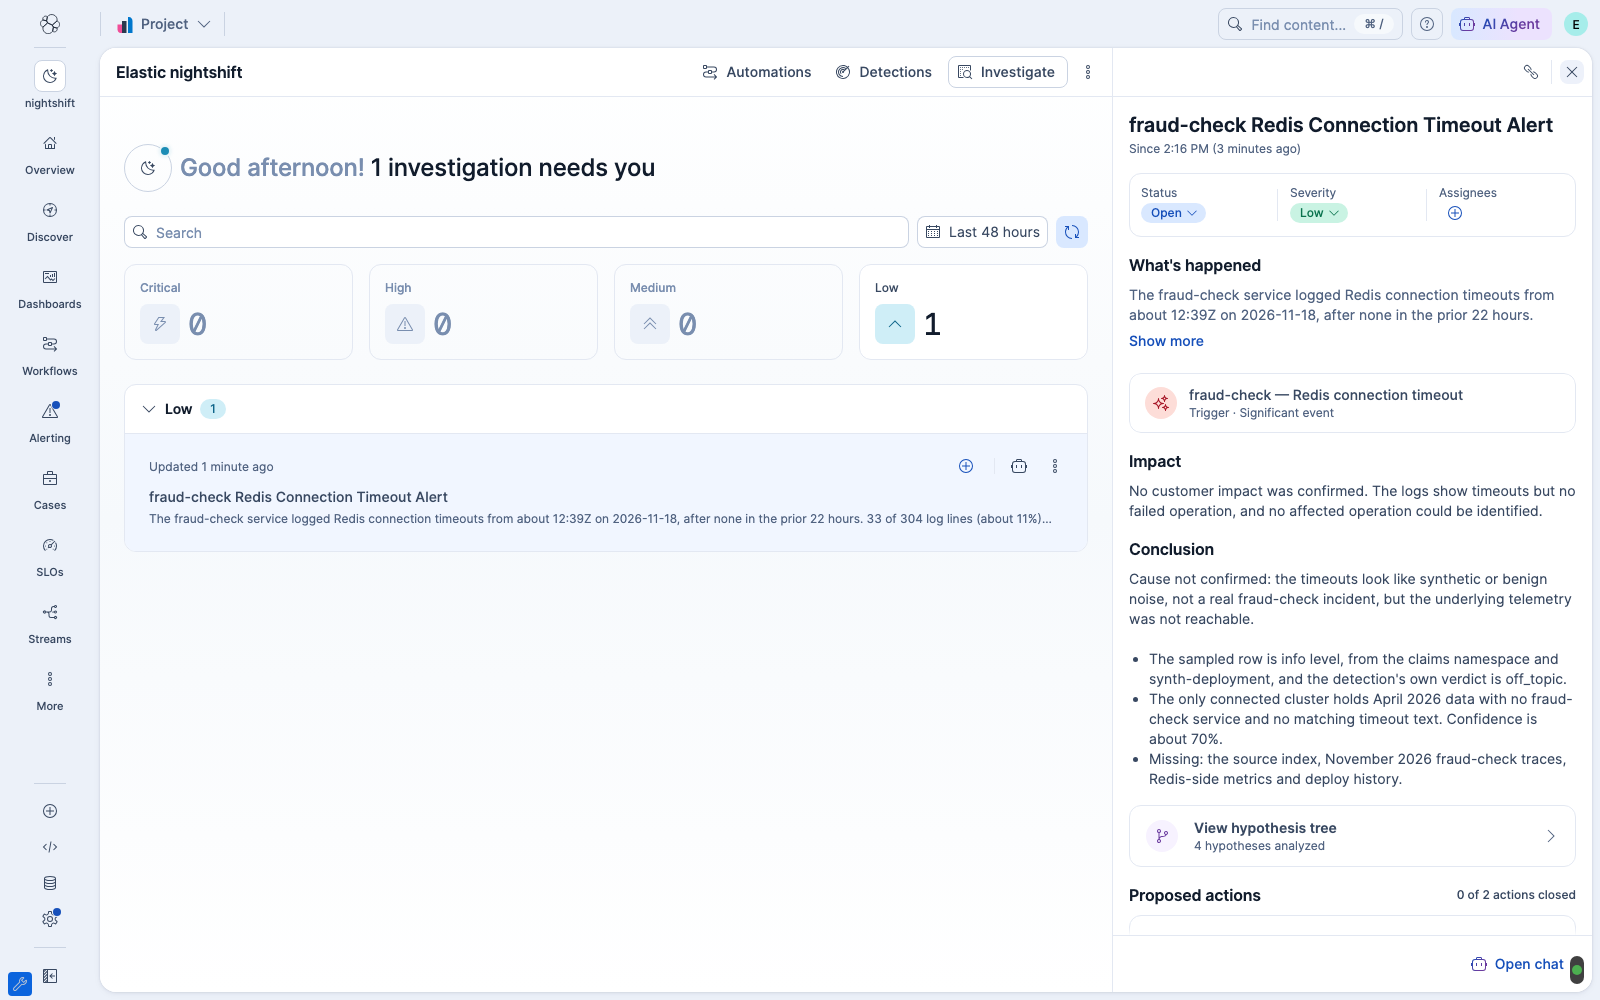 Project
Find content...
⌘ /
AI Agent
E
nightshift
Overview
Discover
Dashboards
Workflows
Alerting
Cases
SLOs
Streams
More
Elastic nightshift
Automations
Detections
Investigate
Good afternoon! 1 investigation needs you
Search
Last 48 hours
Critical
0
High
0
Medium
0
Low
1
Low 1
Updated 1 minute ago
fraud-check Redis Connection Timeout Alert
The fraud-check service logged Redis connection timeouts from about 12:39Z on 2026-11-18, after none in the prior 22 hours. 33 of 304 log lines (about 11%)...
fraud-check Redis Connection Timeout Alert
Since 2:16 PM (3 minutes ago)
Status
Open
Severity
Low
Assignees
What's happened
The fraud-check service logged Redis connection timeouts from
about 12:39Z on 2026-11-18, after none in the prior 22 hours.
Show more
fraud-check — Redis connection timeout
Trigger · Significant event
Impact
No customer impact was confirmed. The logs show timeouts but no
failed operation, and no affected operation could be identified.
Conclusion
Cause not confirmed: the timeouts look like synthetic or benign
noise, not a real fraud-check incident, but the underlying telemetry
was not reachable.
• The sampled row is info level, from the claims namespace and
synth-deployment, and the detection's own verdict is off_topic.
• The only connected cluster holds April 2026 data with no fraud-
check service and no matching timeout text. Confidence is
about 70%.
• Missing: the source index, November 2026 fraud-check traces,
Redis-side metrics and deploy history.
View hypothesis tree
4 hypotheses analyzed
Proposed actions
0 of 2 actions closed
Open chat